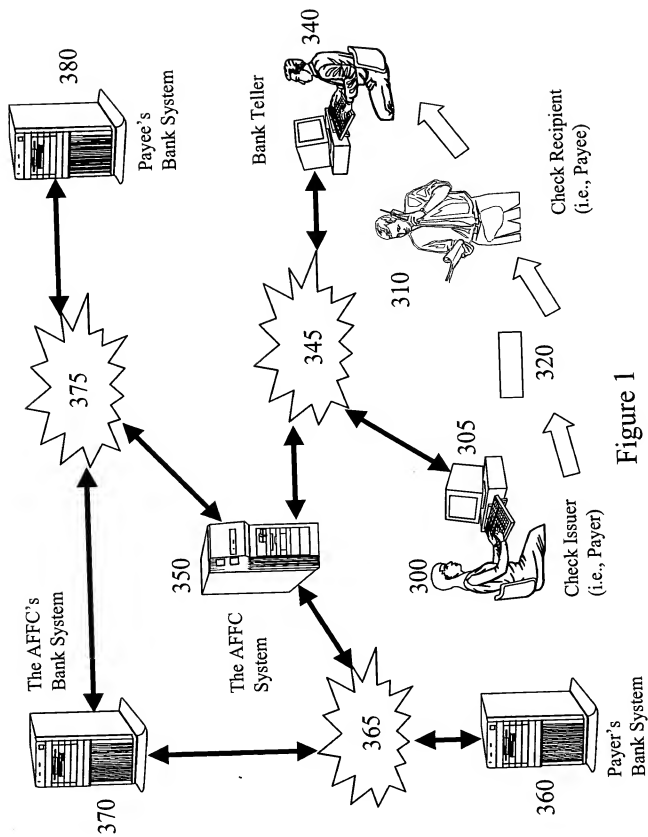 380
Payee's
Bank System
The AFFC's
Bank System
370
375
340
Bank Teller
350
The AFFC
System
345
310
Check Recipient
(i.e., Payee)
365
305
300
320
Check Issuer
(i.e., Payer)
360
Payer's
Bank System
Figure 1